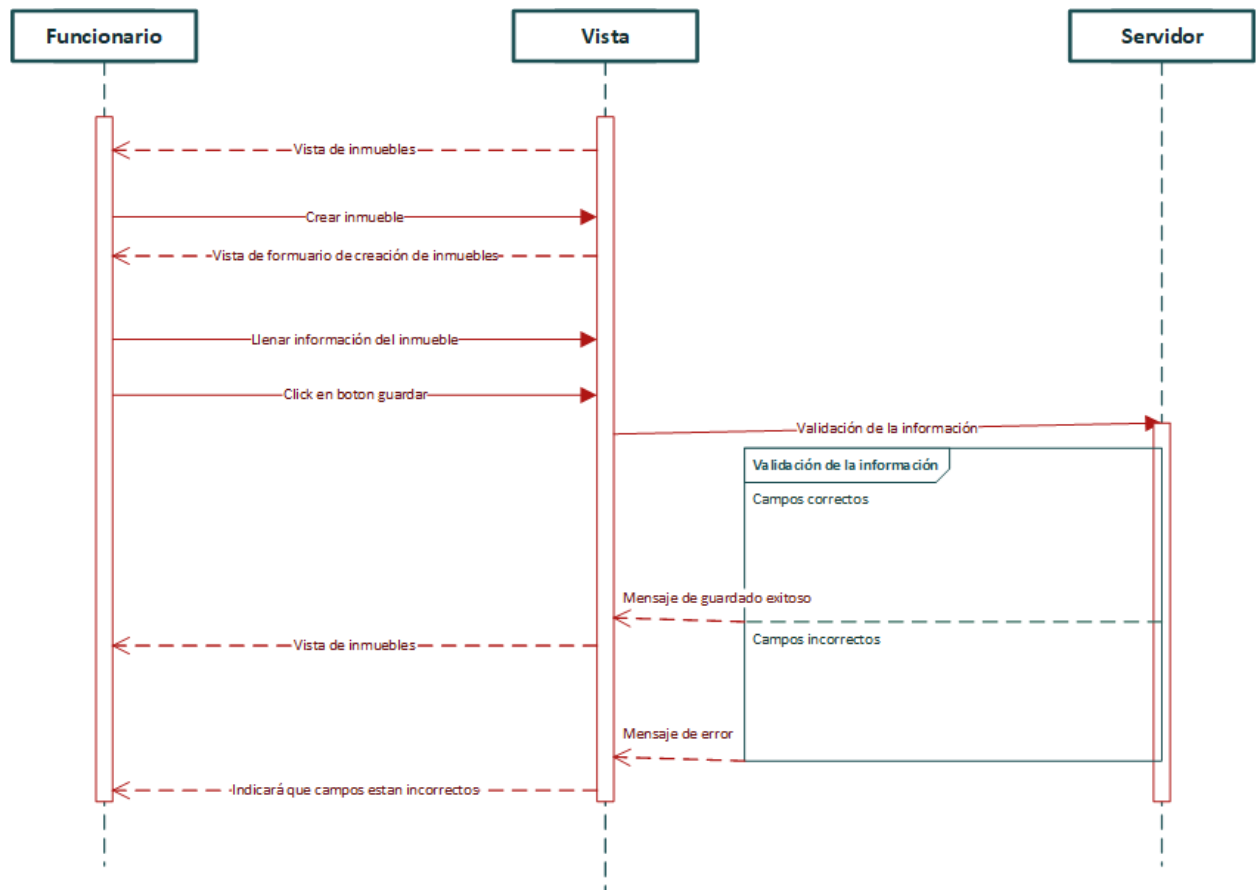 Funcionario
Vista
Servidor
Vista de inmuebles
Crear inmueble
Vista de formuario de creación de inmuebles
Llenar información del inmueble
Click en boton guardar
Validación de la información
Validación de la información
Campos correctos
Mensaje de guardado exitoso
Campos incorrectos
Vista de inmuebles
Mensaje de error
Indicará que campos estan incorrectos